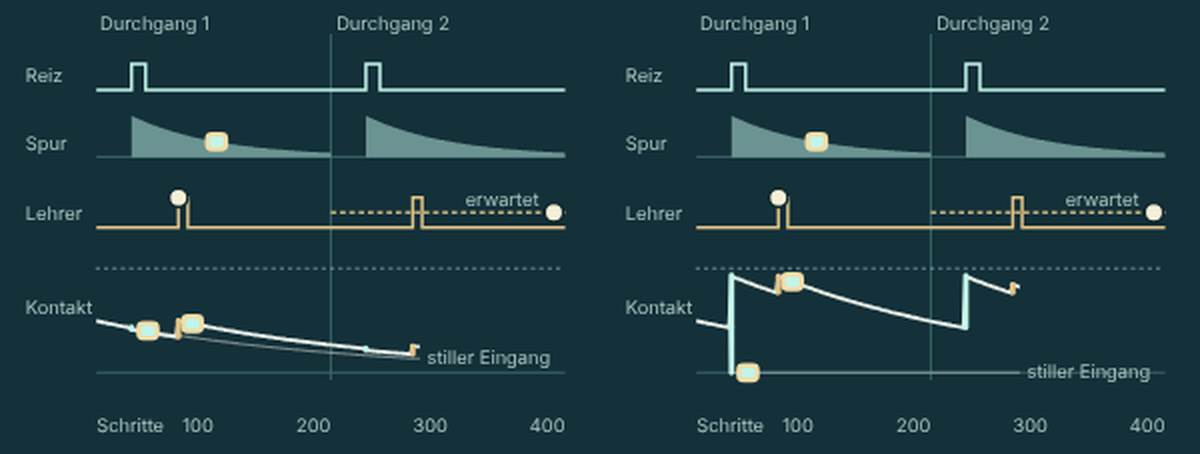 Durchgang 1 Durchgang 2
Reiz
Spur
erwartet
Lehrer
Kontakt
stiller Eingang
Schritte 100 200 300 400
Durchgang 1 Durchgang 2
Reiz
Spur
erwartet
Lehrer
Kontakt
stiller Eingang
Schritte 100 200 300 400